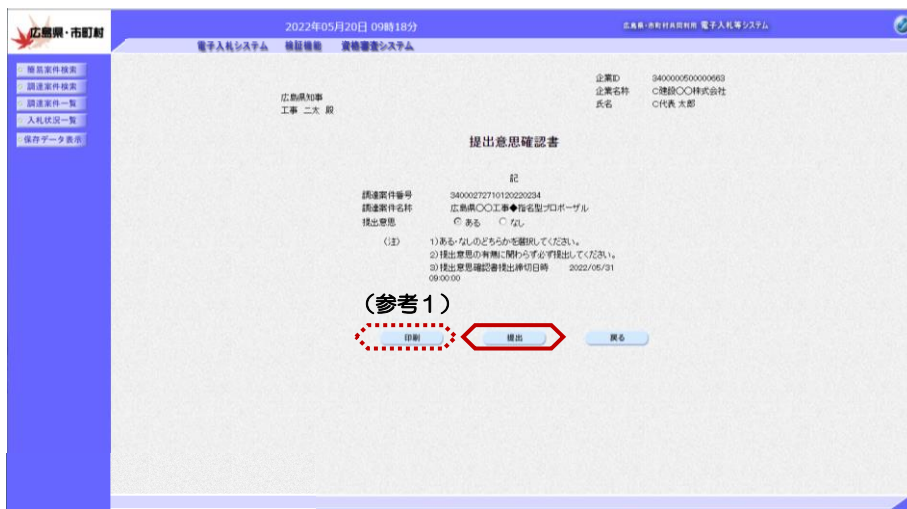 広島県・市町村
2022年05月20日 09時18分
広島県・市町村共同利用 電子入札等システム
電子入札システム 検証機能 資格審査システム
簡易案件検索
調達案件検索
調達案件一覧
入札状況一覧
保存データ表示
企業ID 3400000500000663
企業名称 C建設〇〇株式会社
氏名 C代表 太郎
広島県知事
工事 二太 殿
提出意思確認書
記
調達案件番号 34000272710120220234
調達案件名称 広島県〇〇工事◆指名型プロポーザル
提出意思 ある なし
(注) 1)ある・なしのどちらかを選択してください。
2)提出意思の有無に関わらず必ず提出してください。
3)提出意思確認書提出締切日時 2022/05/31
09:00:00
(参考1)
印刷 提出 戻る